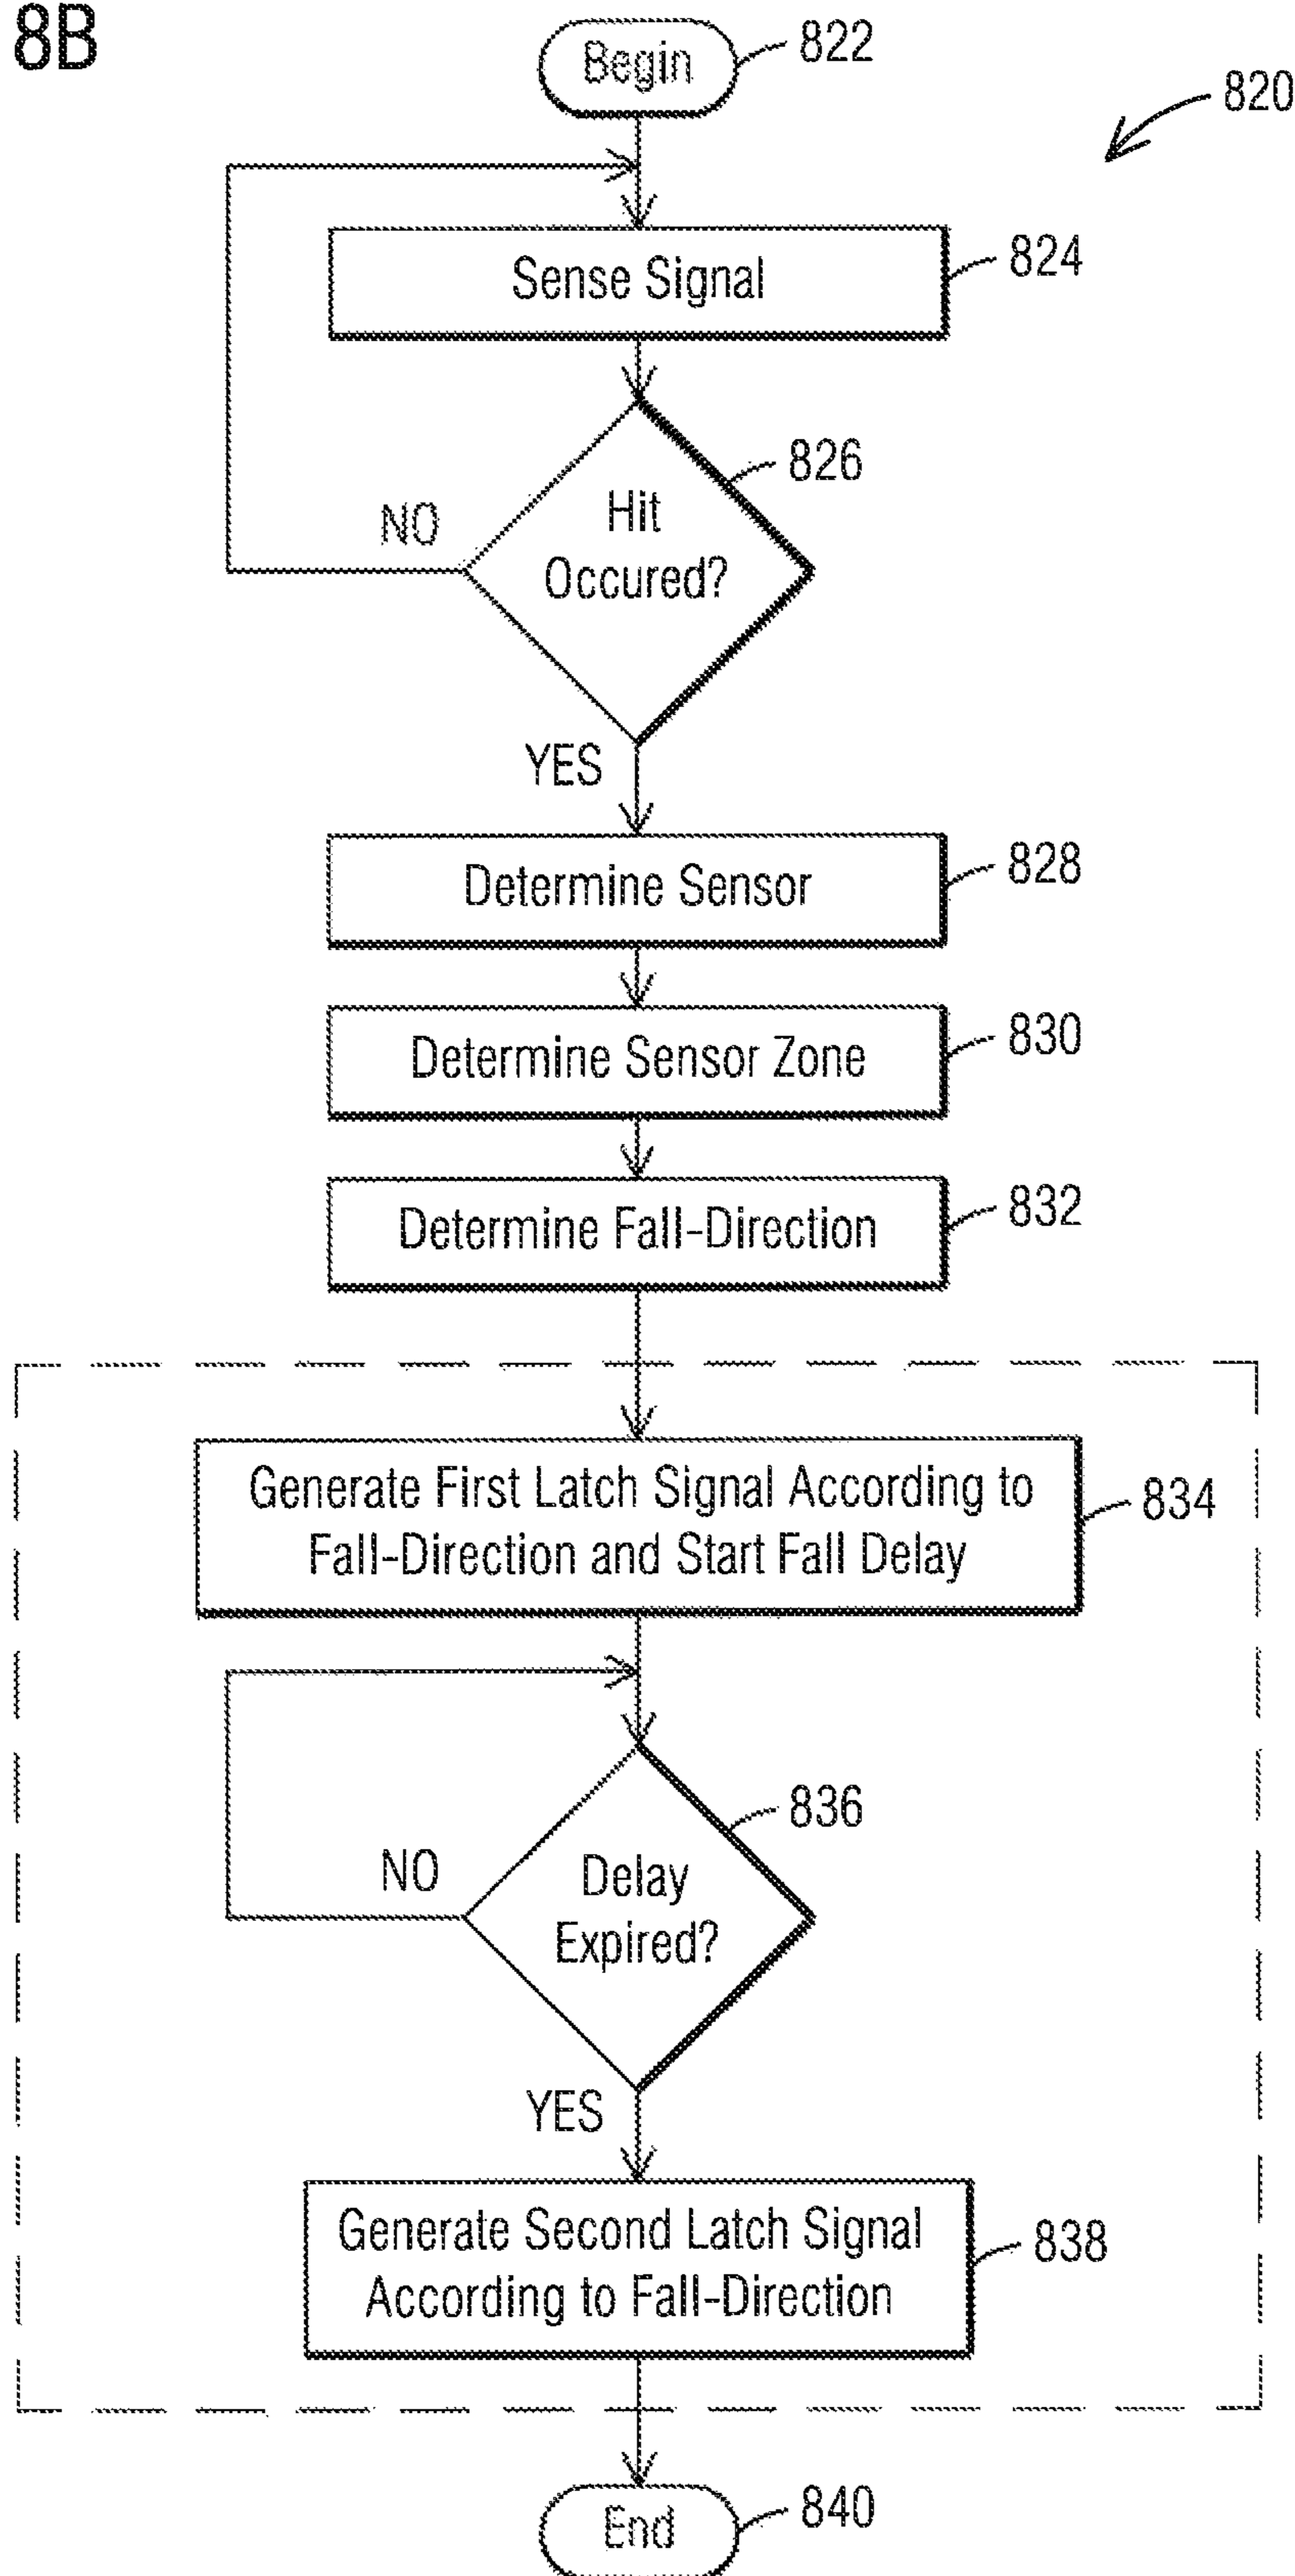 8B
Begin
822
820
Sense Signal
824
826
Hit
Occured?
NO
YES
Determine Sensor
828
Determine Sensor Zone
830
Determine Fall-Direction
832
Generate First Latch Signal According to
Fall-Direction and Start Fall Delay
834
836
Delay
Expired?
NO
YES
Generate Second Latch Signal
According to Fall-Direction
838
End
840